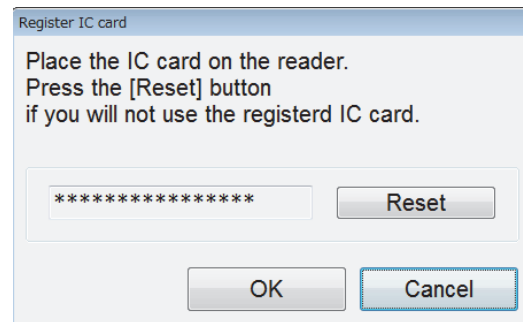 Register IC card
Place the IC card on the reader.
Press the [Reset] button
if you will not use the registerd IC card.
**************** Reset
OK Cancel